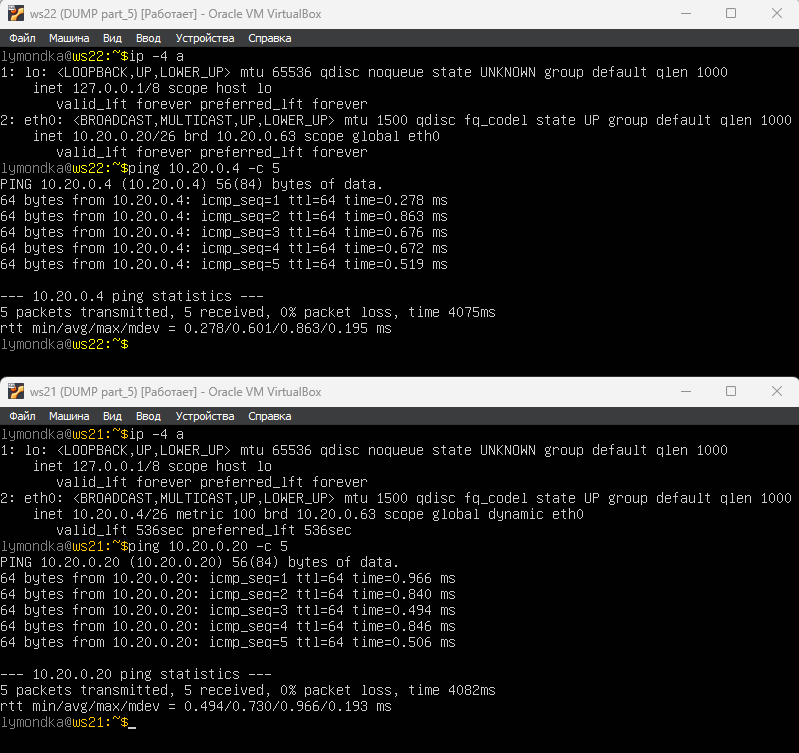 ws22 (DUMP part_5) [Работает] - Oracle VM VirtualBox
Файл Машина Вид Ввод Устройства Справка
lymondka@ws22:~$ip -4 a
1: lo: <LOOPBACK,UP,LOWER_UP> mtu 65536 qdisc noqueue state UNKNOWN group default qlen 1000
    inet 127.0.0.1/8 scope host lo
       valid_lft forever preferred_lft forever
2: eth0: <BROADCAST,MULTICAST,UP,LOWER_UP> mtu 1500 qdisc fq_codel state UP group default qlen 1000
    inet 10.20.0.20/26 brd 10.20.0.63 scope global eth0
       valid_lft forever preferred_lft forever
lymondka@ws22:~$ping 10.20.0.4 -c 5
PING 10.20.0.4 (10.20.0.4) 56(84) bytes of data.
64 bytes from 10.20.0.4: icmp_seq=1 ttl=64 time=0.278 ms
64 bytes from 10.20.0.4: icmp_seq=2 ttl=64 time=0.863 ms
64 bytes from 10.20.0.4: icmp_seq=3 ttl=64 time=0.676 ms
64 bytes from 10.20.0.4: icmp_seq=4 ttl=64 time=0.672 ms
64 bytes from 10.20.0.4: icmp_seq=5 ttl=64 time=0.519 ms
--- 10.20.0.4 ping statistics ---
5 packets transmitted, 5 received, 0% packet loss, time 4075ms
rtt min/avg/max/mdev = 0.278/0.601/0.863/0.195 ms
lymondka@ws22:~$
ws21 (DUMP part_5) [Работает] - Oracle VM VirtualBox
Файл Машина Вид Ввод Устройства Справка
lymondka@ws21:~$ip -4 a
1: lo: <LOOPBACK,UP,LOWER_UP> mtu 65536 qdisc noqueue state UNKNOWN group default qlen 1000
    inet 127.0.0.1/8 scope host lo
       valid_lft forever preferred_lft forever
2: eth0: <BROADCAST,MULTICAST,UP,LOWER_UP> mtu 1500 qdisc fq_codel state UP group default qlen 1000
    inet 10.20.0.4/26 metric 100 brd 10.20.0.63 scope global dynamic eth0
       valid_lft 536sec preferred_lft 536sec
lymondka@ws21:~$ping 10.20.0.20 -c 5
PING 10.20.0.20 (10.20.0.20) 56(84) bytes of data.
64 bytes from 10.20.0.20: icmp_seq=1 ttl=64 time=0.966 ms
64 bytes from 10.20.0.20: icmp_seq=2 ttl=64 time=0.840 ms
64 bytes from 10.20.0.20: icmp_seq=3 ttl=64 time=0.494 ms
64 bytes from 10.20.0.20: icmp_seq=4 ttl=64 time=0.846 ms
64 bytes from 10.20.0.20: icmp_seq=5 ttl=64 time=0.506 ms
--- 10.20.0.20 ping statistics ---
5 packets transmitted, 5 received, 0% packet loss, time 4082ms
rtt min/avg/max/mdev = 0.494/0.730/0.966/0.193 ms
lymondka@ws21:~$_